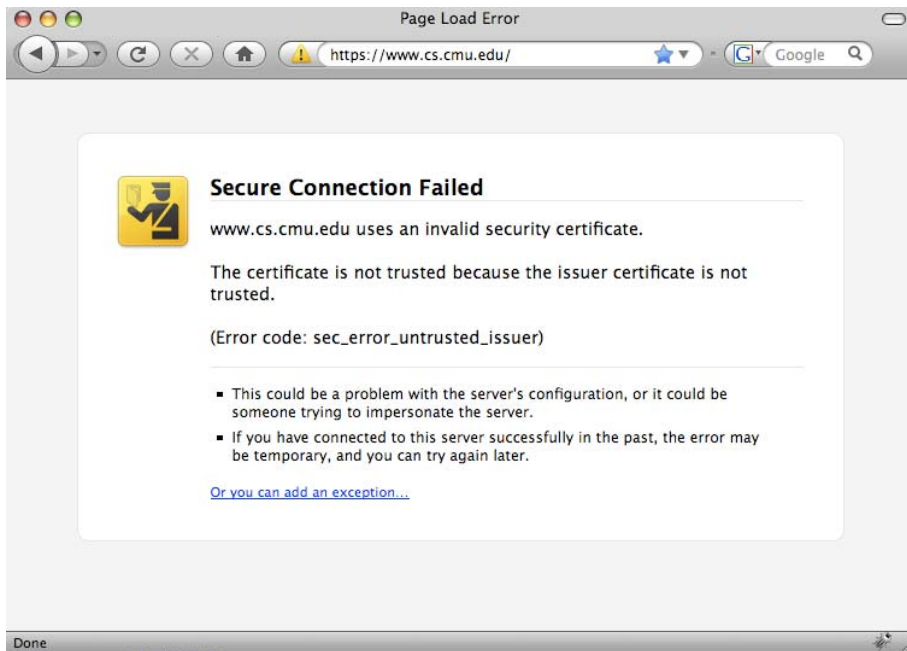 Page Load Error
https://www.cs.cmu.edu/
G
Google
Secure Connection Failed
www.cs.cmu.edu uses an invalid security certificate.
The certificate is not trusted because the issuer certificate is not
trusted.
(Error code: sec_error_untrusted_issuer)
This could be a problem with the server's configuration, or it could be
someone trying to impersonate the server.
If you have connected to this server successfully in the past, the error may
be temporary, and you can try again later.
Or you can add an exception...
Done